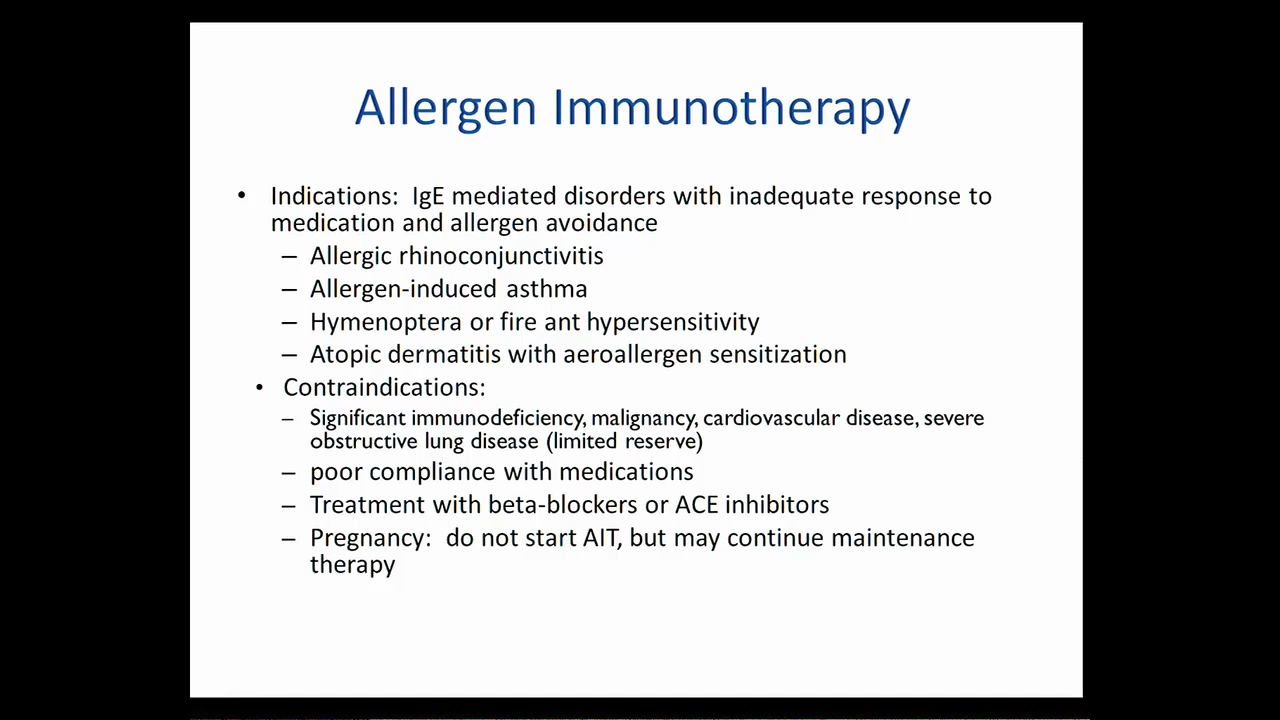 Allergen Immunotherapy
• Indications: IgE mediated disorders with inadequate response to
medication and allergen avoidance
– Allergic rhinoconjunctivitis
– Allergen-induced asthma
– Hymenoptera or fire ant hypersensitivity
– Atopic dermatitis with aeroallergen sensitization
• Contraindications:
– Significant immunodeficiency, malignancy, cardiovascular disease, severe
obstructive lung disease (limited reserve)
– poor compliance with medications
– Treatment with beta-blockers or ACE inhibitors
– Pregnancy: do not start AIT, but may continue maintenance
therapy